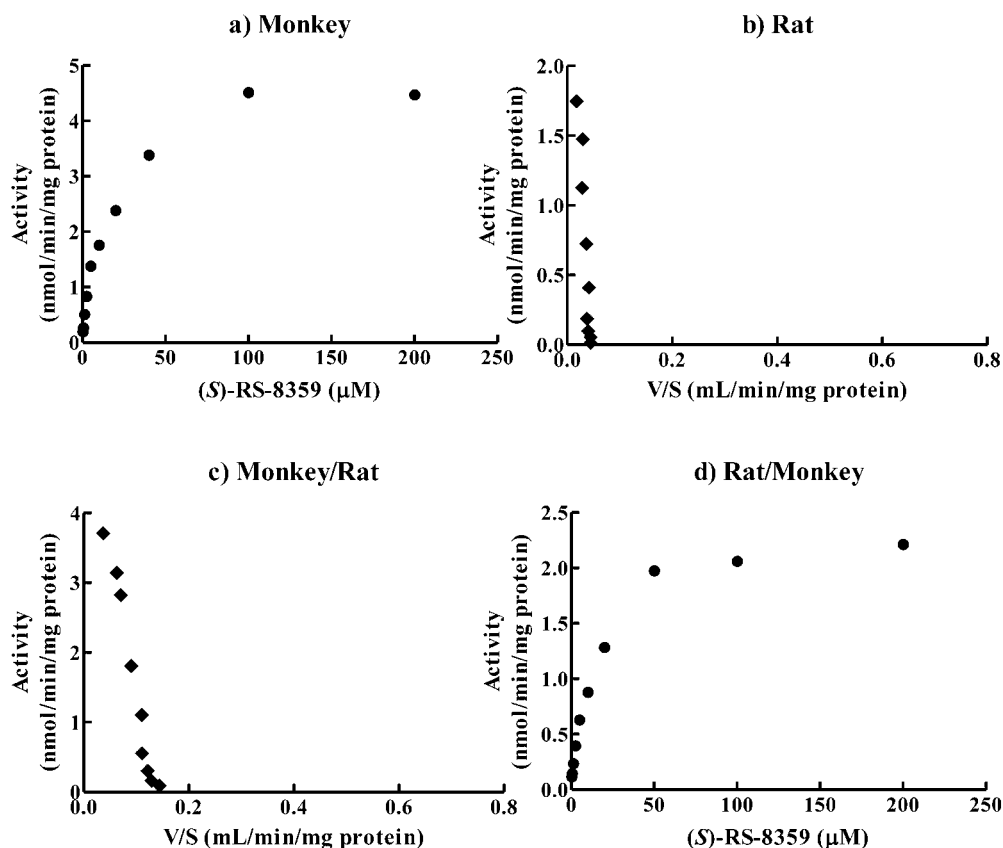 a) Monkey
Activity
(nmol/min/mg protein)
5
4
3
2
1
0
0
50
100
150
200
250
(S)-RS-8359 (μM)
b) Rat
Activity
(nmol/min/mg protein)
2.0
1.5
1.0
0.5
0.0
0.0
0.2
0.4
0.6
0.8
V/S (mL/min/mg protein)
c) Monkey/Rat
Activity
(nmol/min/mg protein)
4
3
2
1
0
0.0
0.2
0.4
0.6
0.8
V/S (mL/min/mg protein)
d) Rat/Monkey
Activity
(nmol/min/mg protein)
2.5
2.0
1.5
1.0
0.5
0.0
0
50
100
150
200
250
(S)-RS-8359 (μM)